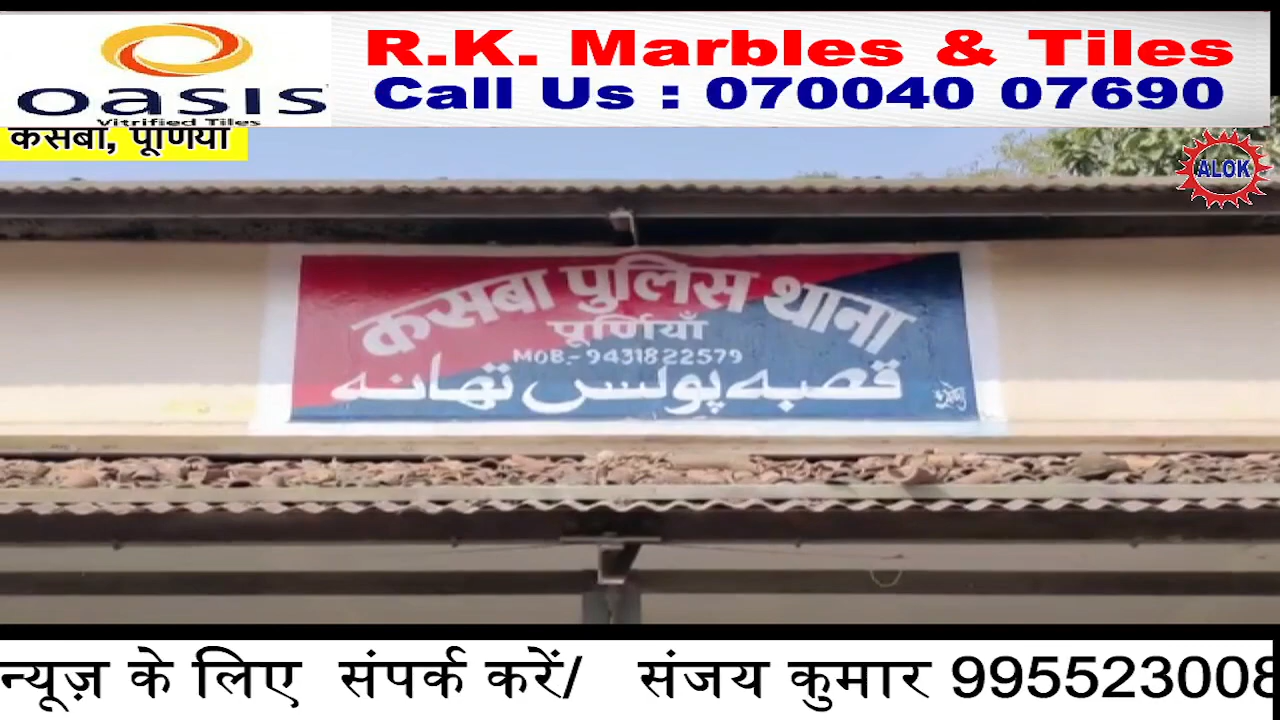 oasis
Vitrified Tiles
R.K. Marbles & Tiles
Call Us : 070040 07690
कसबा, पूर्णियाँ
ALOK
कसबा पुलिस थाना
पूर्णियाँ
MOB.- 9431822579
قصبہ پولس تھانہ
न्यूज़ के लिए संपर्क करें/ संजय कुमार 995523008